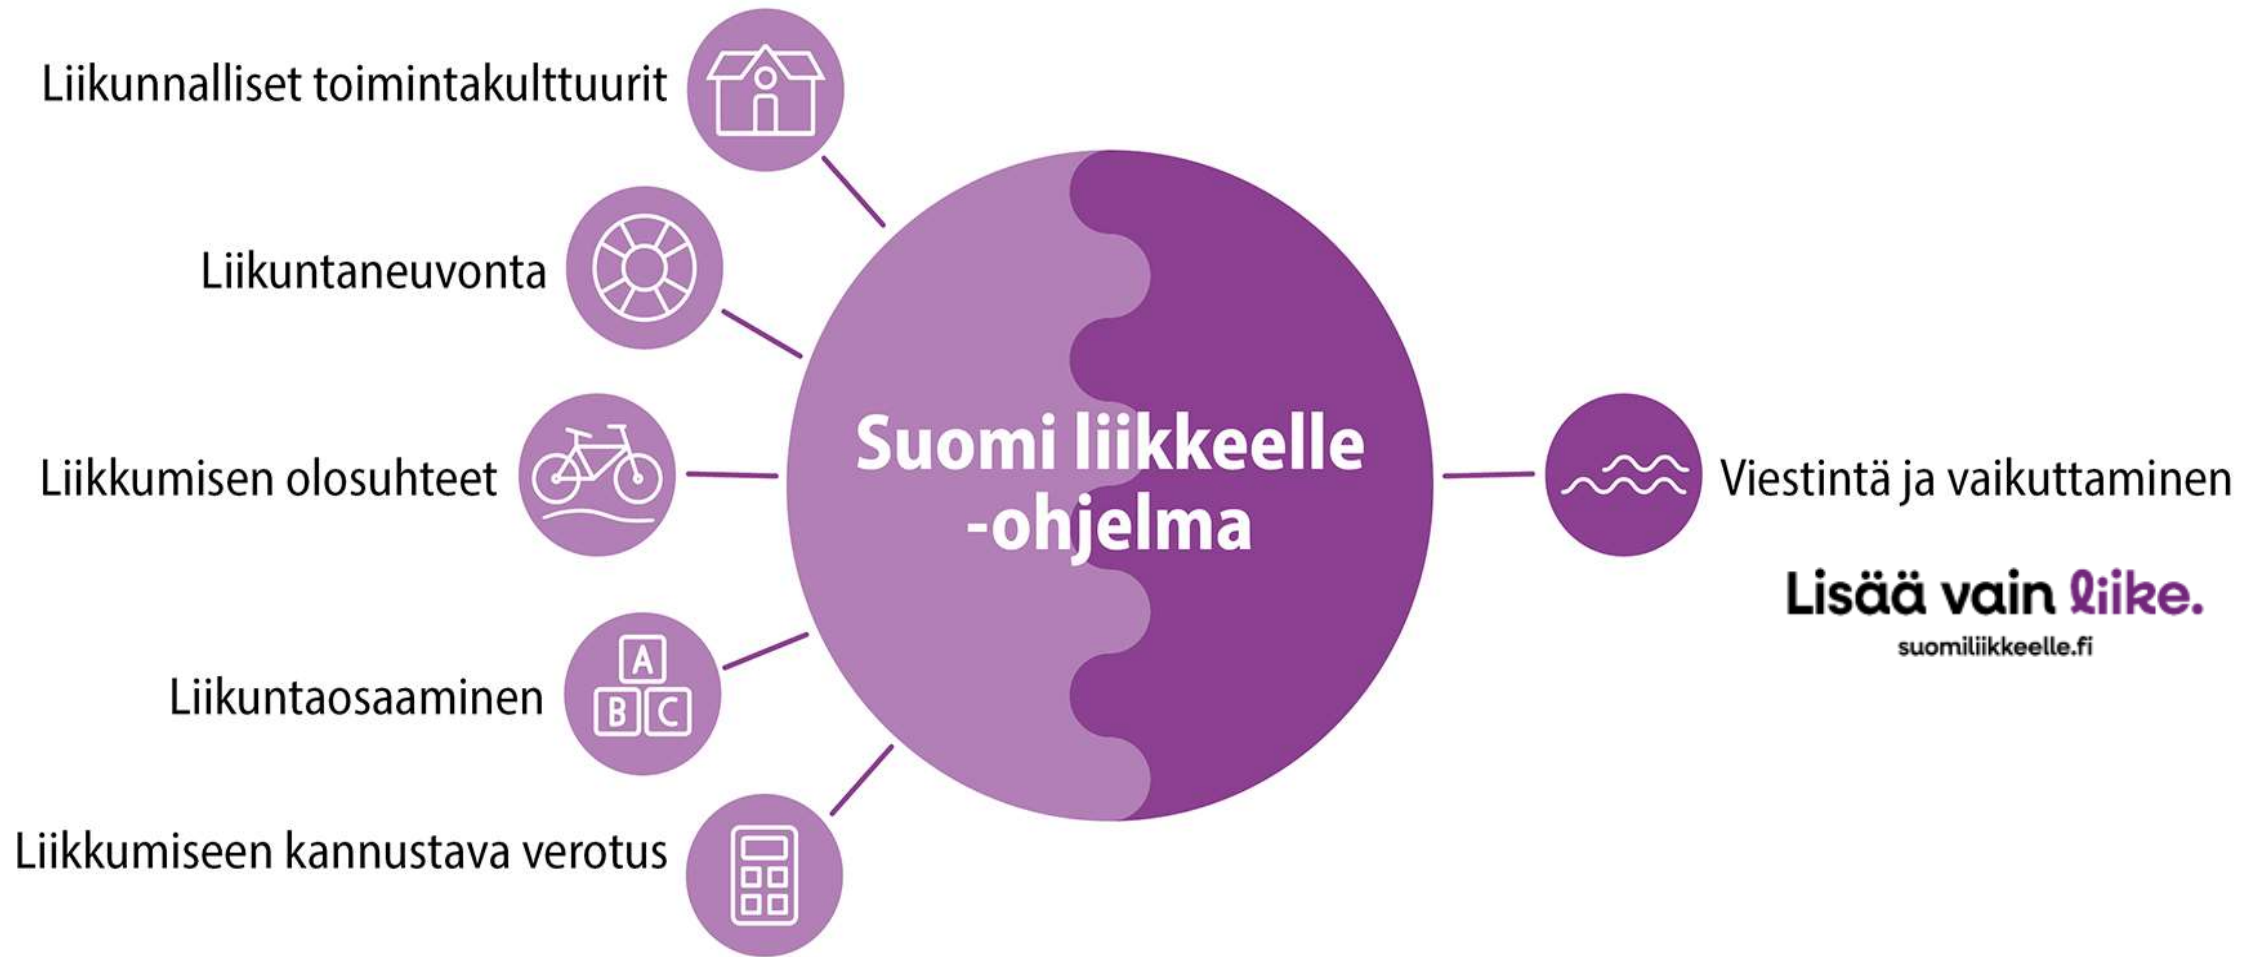 Liikunnalliset toimintakulttuurit
Liikuntaneuvonta
Liikkumisen olosuhteet
A
B C
Liikuntaosaaminen
Liikkumiseen kannustava verotus
Suomi liikkeelle
-ohjelma
Viestintä ja vaikuttaminen
Lisää vain liike.
suomiliikkeelle.fi